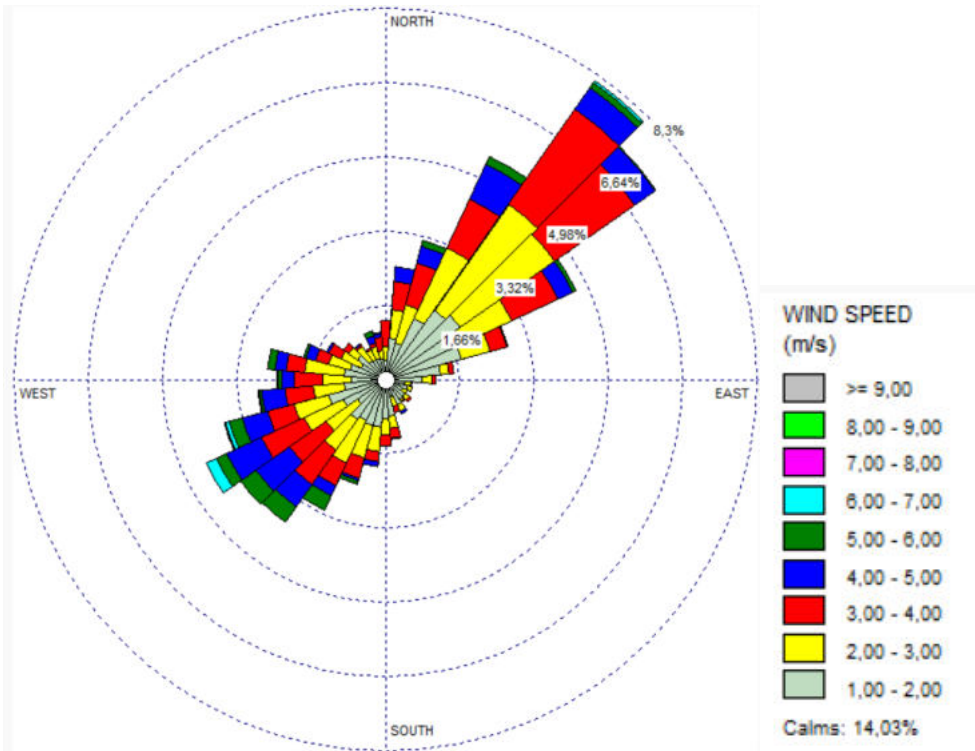 NORTH
8,3%
6,64%
4,98%
3,32%
1,66%
WEST
EAST
SOUTH
WIND SPEED
(m/s)
>= 9,00
8,00 - 9,00
7,00 - 8,00
6,00 - 7,00
5,00 - 6,00
4,00 - 5,00
3,00 - 4,00
2,00 - 3,00
1,00 - 2,00
Calms: 14,03%